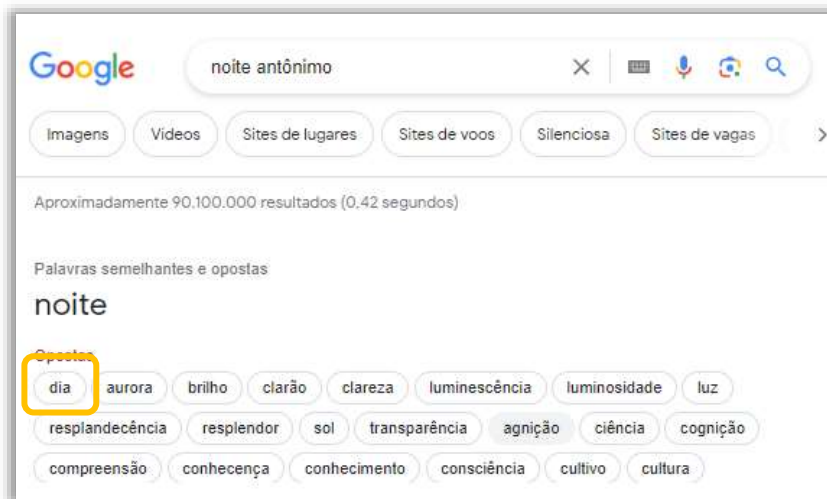 Google noite antônimo
Imagens Vídeos Sites de lugares Sites de voos Silenciosa Sites de vagas
Aproximadamente 90.100.000 resultados (0,42 segundos)
Palavras semelhantes e opostas
noite
Opostas
dia aurora brilho clarão clareza luminescência luminosidade luz
resplandecência resplendor sol transparência agnição ciência cognição
compreensão conhecença conhecimento consciência cultivo cultura